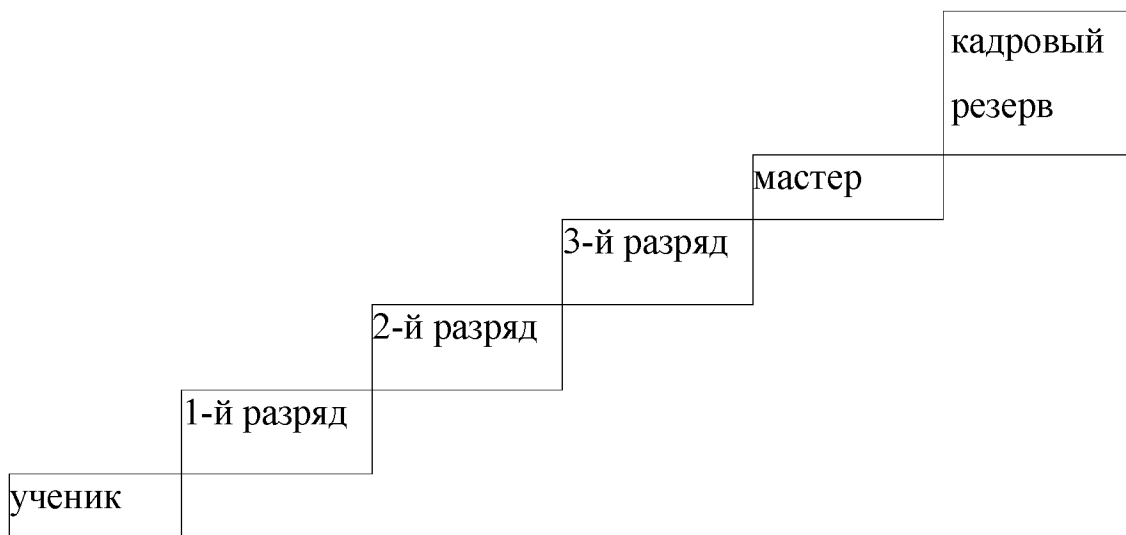 кадровый
резерв
мастер
3-й разряд
2-й разряд
1-й разряд
ученик